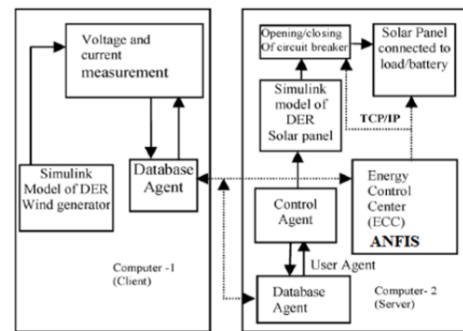 Voltage and
current
measurement
Simulink
Model of DER
Wind generator
Database
Agent
Computer -1
(Client)
Opening/closing
Of circuit breaker
Solar Panel
connected to
load/battery
Simulink
model of
DER
Solar panel
TCP/IP
Energy
Control
Center
(ECC)
ANFIS
Control
Agent
User Agent
Database
Agent
Computer- 2
(Server)